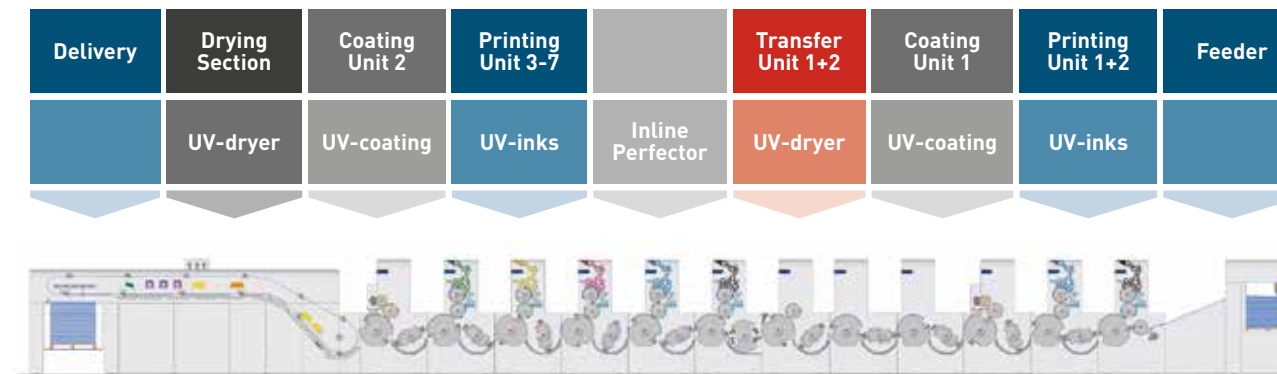 Delivery
Drying
Section
Coating
Unit 2
Printing
Unit 3-7
Transfer
Unit 1+2
Coating
Unit 1
Printing
Unit 1+2
Feeder
UV-dryer
UV-coating
UV-inks
Inline
Perfector
UV-dryer
UV-coating
UV-inks